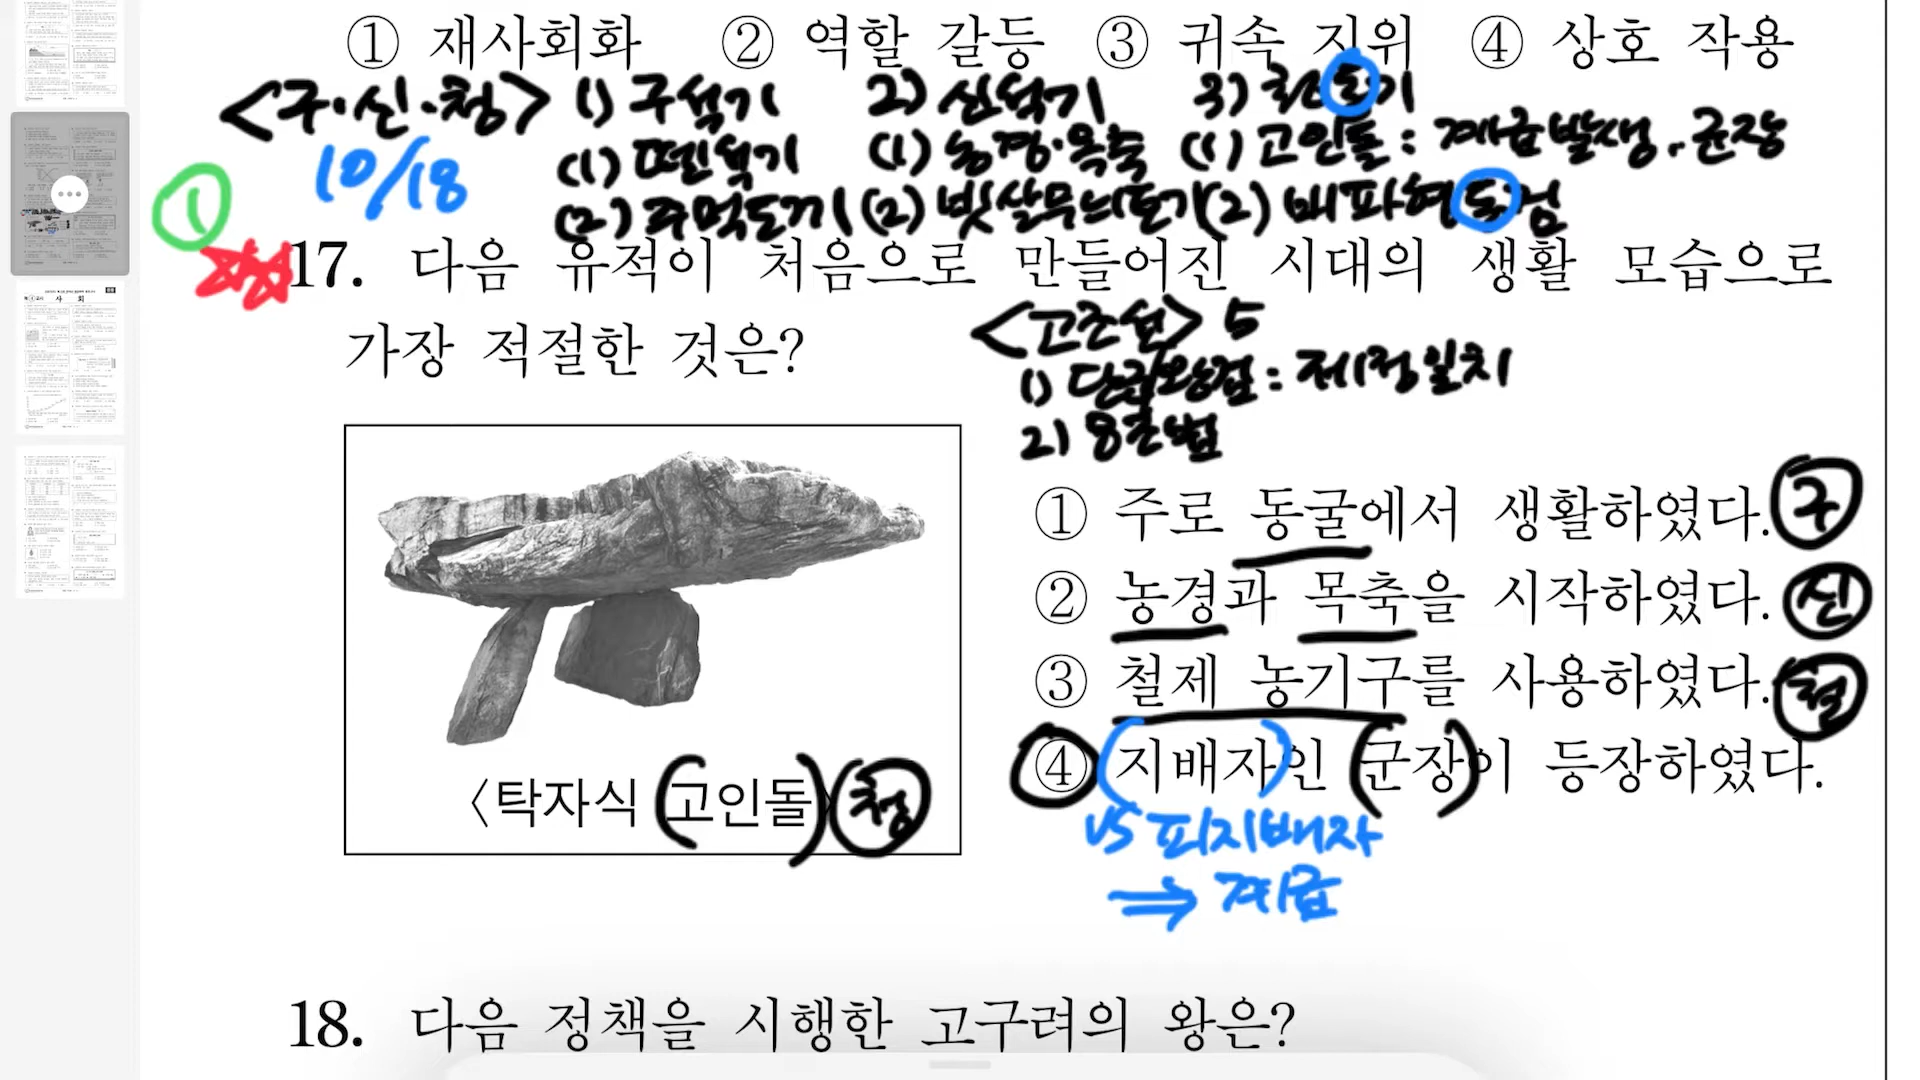 ① 재사회화 ② 역할 갈등 ③ 귀속 지위 ④ 상호 작용
<구·신·청> 1) 구석기 2) 신석기 3) 청동기
10/18 (1) 뗀석기 (1) 농경·목축 (1) 고인돌 : 계급발생, 군장
① (2) 주먹도끼 (2) 빗살무늬토기 (2) 비파형동검
17. 다음 유적이 처음으로 만들어진 시대의 생활 모습으로
가장 적절한 것은?
<고조선> 5
1) 단군왕검 : 제정일치
2) 8조법
① 주로 동굴에서 생활하였다. 구
② 농경과 목축을 시작하였다. 신
③ 철제 농기구를 사용하였다. 철
④ (지배자)인 (군장)이 등장하였다.
vs 피지배자
⇒ 계급
〈탁자식 (고인돌)〉 청
18. 다음 정책을 시행한 고구려의 왕은?